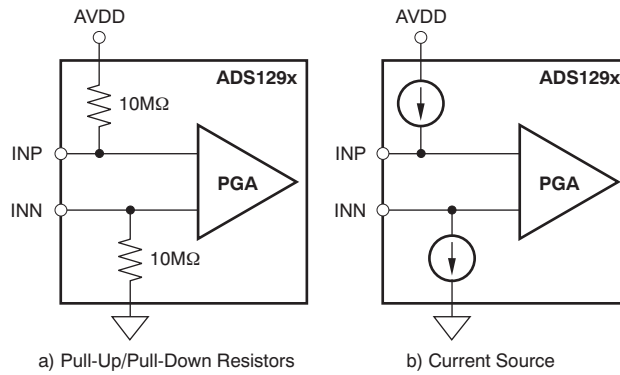 AVDD
ADS129x
10MΩ
INP
PGA
INN
10MΩ
a) Pull-Up/Pull-Down Resistors
AVDD
ADS129x
INP
PGA
INN
b) Current Source